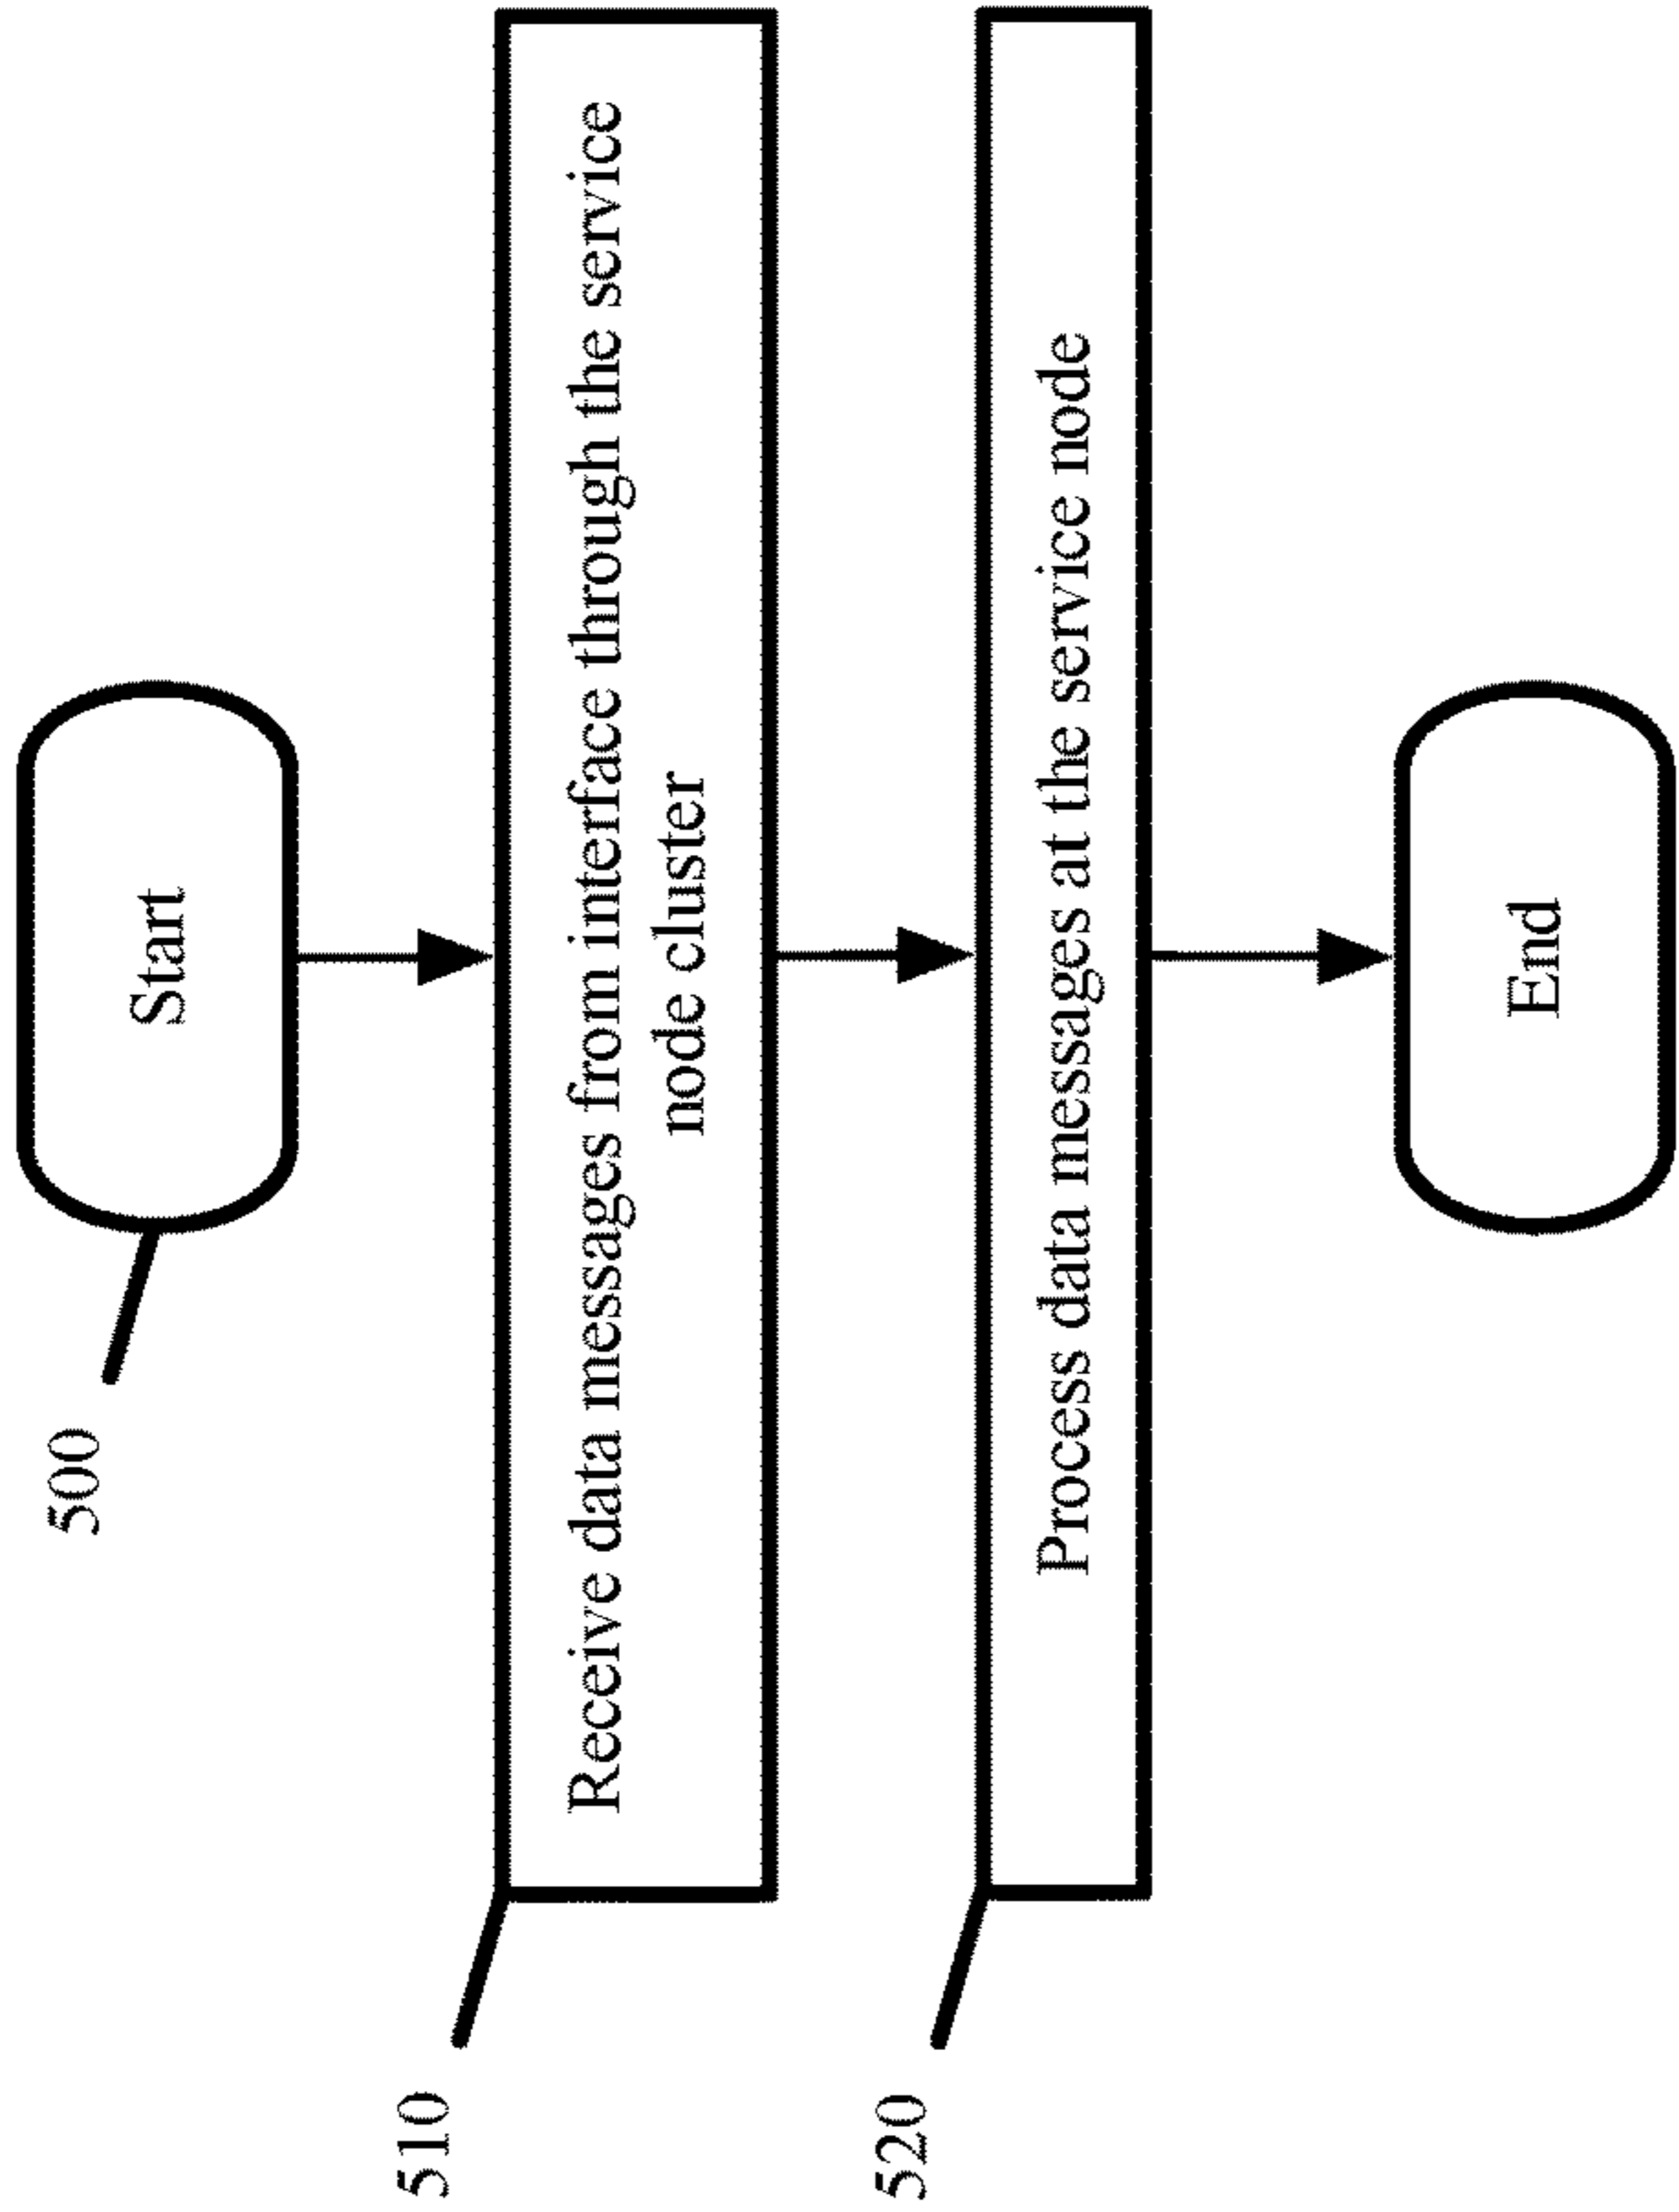 500
Start
510
Receive data messages from interface through the service
node cluster
520
Process data messages at the service node
End